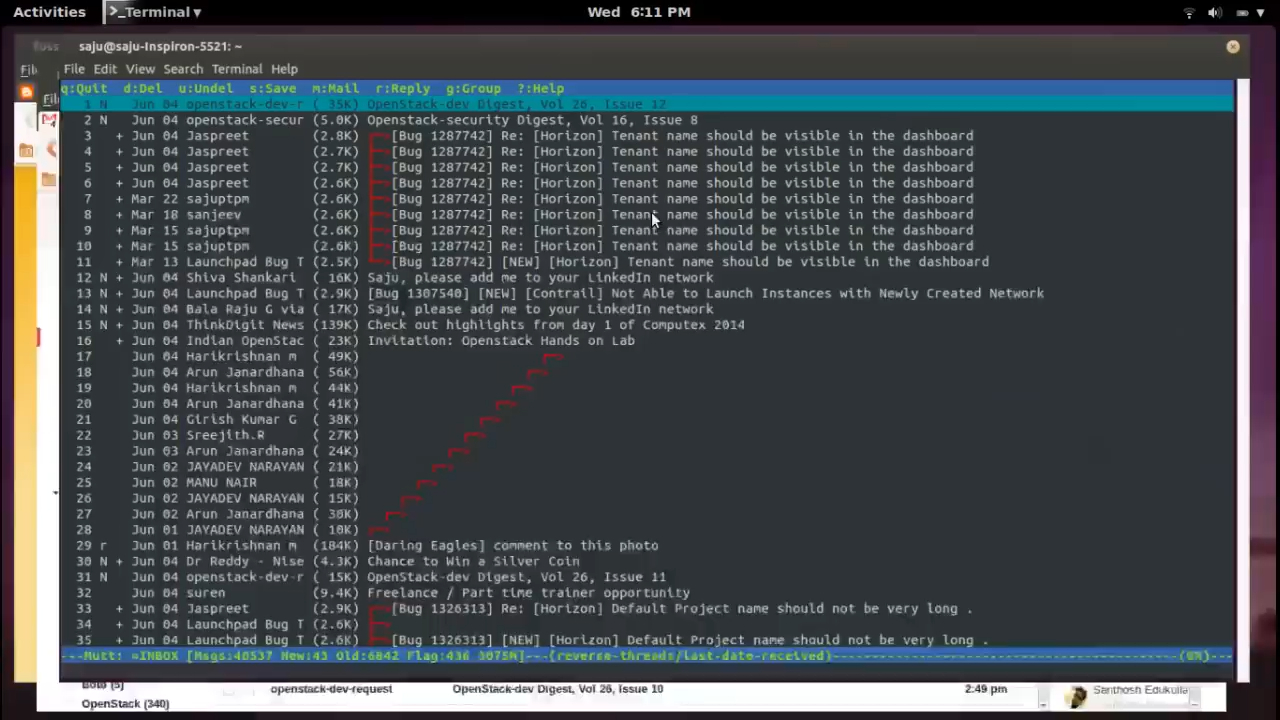 Activities >_Terminal▾ Wed 6:11 PM
saju@saju-Inspiron-5521: ~
File Edit View Search Terminal Help
q:Quit d:Del u:Undel s:Save m:Mail r:Reply g:Group ?:Help
1 N Jun 04 openstack-dev-r ( 35K) OpenStack-dev Digest, Vol 26, Issue 12
2 N Jun 04 openstack-secur (5.0K) Openstack-security Digest, Vol 16, Issue 8
3 + Jun 04 Jaspreet (2.8K) [Bug 1287742] Re: [Horizon] Tenant name should be visible in the dashboard
4 + Jun 04 Jaspreet (2.7K) [Bug 1287742] Re: [Horizon] Tenant name should be visible in the dashboard
5 + Jun 04 Jaspreet (2.7K) [Bug 1287742] Re: [Horizon] Tenant name should be visible in the dashboard
6 + Jun 04 Jaspreet (2.6K) [Bug 1287742] Re: [Horizon] Tenant name should be visible in the dashboard
7 + Mar 22 sajuptpm (2.6K) [Bug 1287742] Re: [Horizon] Tenant name should be visible in the dashboard
8 + Mar 18 sanjeev (2.6K) [Bug 1287742] Re: [Horizon] Tenant name should be visible in the dashboard
9 + Mar 15 sajuptpm (2.6K) [Bug 1287742] Re: [Horizon] Tenant name should be visible in the dashboard
10 + Mar 15 sajuptpm (2.6K) [Bug 1287742] Re: [Horizon] Tenant name should be visible in the dashboard
11 + Mar 13 Launchpad Bug T (2.5K) [Bug 1287742] [NEW] [Horizon] Tenant name should be visible in the dashboard
12 N + Jun 04 Shiva Shankari ( 16K) Saju, please add me to your LinkedIn network
13 N + Jun 04 Launchpad Bug T (2.9K) [Bug 1307540] [NEW] [Contrail] Not Able to Launch Instances with Newly Created Network
14 N + Jun 04 Bala Raju G via ( 17K) Saju, please add me to your LinkedIn network
15 N + Jun 04 ThinkDigit News (139K) Check out highlights from day 1 of Computex 2014
16 + Jun 04 Indian OpenStac ( 23K) Invitation: Openstack Hands on Lab
17 Jun 04 Harikrishnan m ( 49K)
18 Jun 04 Arun Janardhana ( 56K)
19 Jun 04 Harikrishnan m ( 44K)
20 Jun 04 Arun Janardhana ( 41K)
21 Jun 04 Girish Kumar G ( 38K)
22 Jun 03 Sreejith.R ( 27K)
23 Jun 03 Arun Janardhana ( 24K)
24 Jun 02 JAYADEV NARAYAN ( 21K)
25 Jun 02 MANU NAIR ( 18K)
26 Jun 02 JAYADEV NARAYAN ( 15K)
27 Jun 02 Arun Janardhana ( 30K)
28 Jun 01 JAYADEV NARAYAN ( 10K)
29 r Jun 01 Harikrishnan m (184K) [Daring Eagles] comment to this photo
30 N + Jun 04 Dr Reddy - Nise (4.3K) Chance to Win a Silver Coin
31 N Jun 04 openstack-dev-r ( 15K) OpenStack-dev Digest, Vol 26, Issue 11
32 Jun 04 suren (9.4K) Freelance / Part time trainer opportunity
33 + Jun 04 Jaspreet (2.9K) [Bug 1326313] Re: [Horizon] Default Project name should not be very long .
34 + Jun 04 Launchpad Bug T (2.6K)
35 + Jun 04 Launchpad Bug T (2.6K) [Bug 1326313] [NEW] [Horizon] Default Project name should not be very long .
---Mutt: =INBOX [Msgs:40537 New:43 Old:6842 Flag:436 3075M]---(reverse-threads/last-date-received)---(0%)---
openstack-dev-request OpenStack-dev Digest, Vol 26, Issue 10 2:49 pm Santhosh Edukulla
OpenStack (340)